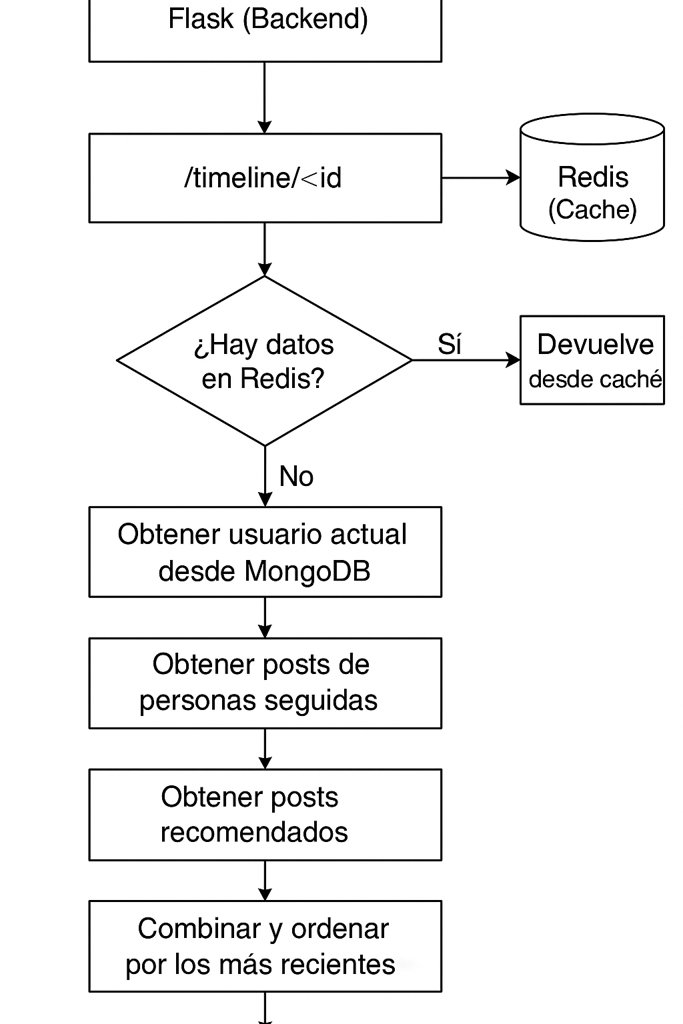 Flask (Backend)
/timeline/<id
Redis
(Cache)
¿Hay datos
en Redis?
Sí
Devuelve
desde caché
No
Obtener usuario actual
desde MongoDB
Obtener posts de
personas seguidas
Obtener posts
recomendados
Combinar y ordenar
por los más recientes